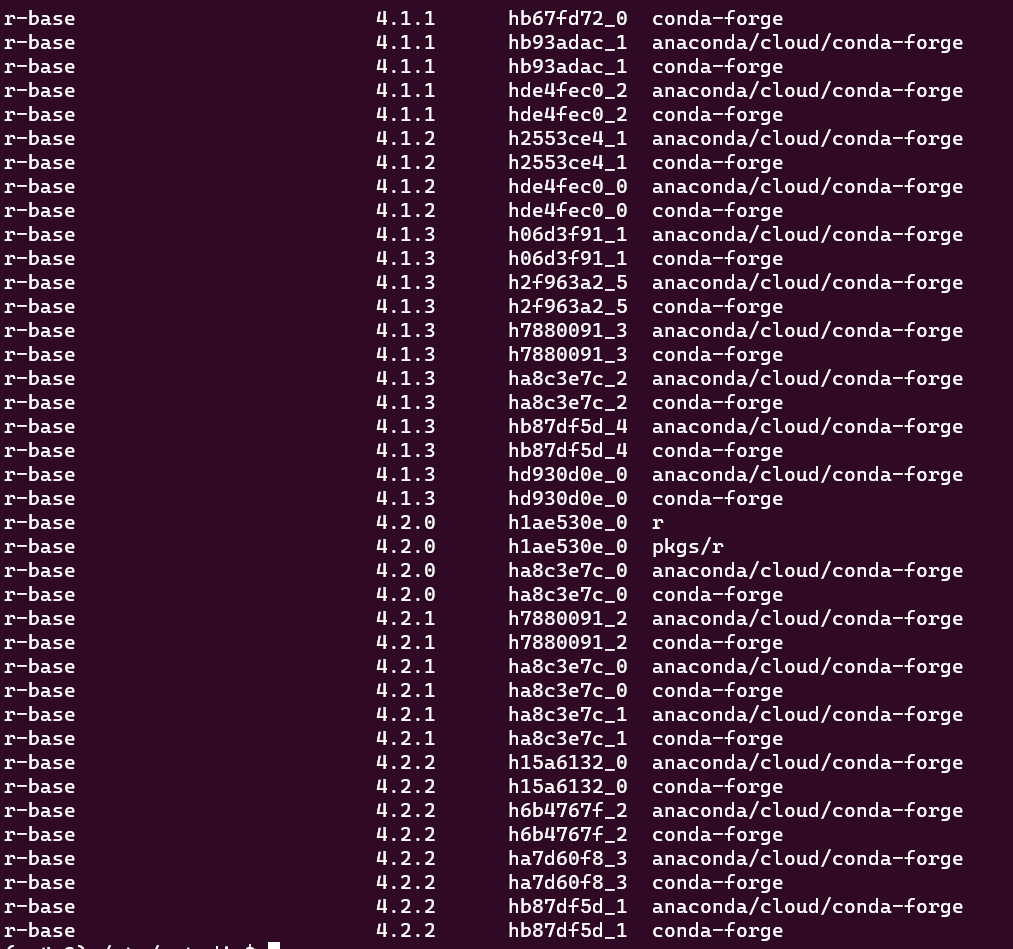 r-base 4.1.1 hb67fd72_0 conda-forge
r-base 4.1.1 hb93adac_1 anaconda/cloud/conda-forge
r-base 4.1.1 hb93adac_1 conda-forge
r-base 4.1.1 hde4fec0_2 anaconda/cloud/conda-forge
r-base 4.1.1 hde4fec0_2 conda-forge
r-base 4.1.2 h2553ce4_1 anaconda/cloud/conda-forge
r-base 4.1.2 h2553ce4_1 conda-forge
r-base 4.1.2 hde4fec0_0 anaconda/cloud/conda-forge
r-base 4.1.2 hde4fec0_0 conda-forge
r-base 4.1.3 h06d3f91_1 anaconda/cloud/conda-forge
r-base 4.1.3 h06d3f91_1 conda-forge
r-base 4.1.3 h2f963a2_5 anaconda/cloud/conda-forge
r-base 4.1.3 h2f963a2_5 conda-forge
r-base 4.1.3 h7880091_3 anaconda/cloud/conda-forge
r-base 4.1.3 h7880091_3 conda-forge
r-base 4.1.3 ha8c3e7c_2 anaconda/cloud/conda-forge
r-base 4.1.3 ha8c3e7c_2 conda-forge
r-base 4.1.3 hb87df5d_4 anaconda/cloud/conda-forge
r-base 4.1.3 hb87df5d_4 conda-forge
r-base 4.1.3 hd930d0e_0 anaconda/cloud/conda-forge
r-base 4.1.3 hd930d0e_0 conda-forge
r-base 4.2.0 h1ae530e_0 r
r-base 4.2.0 h1ae530e_0 pkgs/r
r-base 4.2.0 ha8c3e7c_0 anaconda/cloud/conda-forge
r-base 4.2.0 ha8c3e7c_0 conda-forge
r-base 4.2.1 h7880091_2 anaconda/cloud/conda-forge
r-base 4.2.1 h7880091_2 conda-forge
r-base 4.2.1 ha8c3e7c_0 anaconda/cloud/conda-forge
r-base 4.2.1 ha8c3e7c_0 conda-forge
r-base 4.2.1 ha8c3e7c_1 anaconda/cloud/conda-forge
r-base 4.2.1 ha8c3e7c_1 conda-forge
r-base 4.2.2 h15a6132_0 anaconda/cloud/conda-forge
r-base 4.2.2 h15a6132_0 conda-forge
r-base 4.2.2 h6b4767f_2 anaconda/cloud/conda-forge
r-base 4.2.2 h6b4767f_2 conda-forge
r-base 4.2.2 ha7d60f8_3 anaconda/cloud/conda-forge
r-base 4.2.2 ha7d60f8_3 conda-forge
r-base 4.2.2 hb87df5d_1 anaconda/cloud/conda-forge
r-base 4.2.2 hb87df5d_1 conda-forge